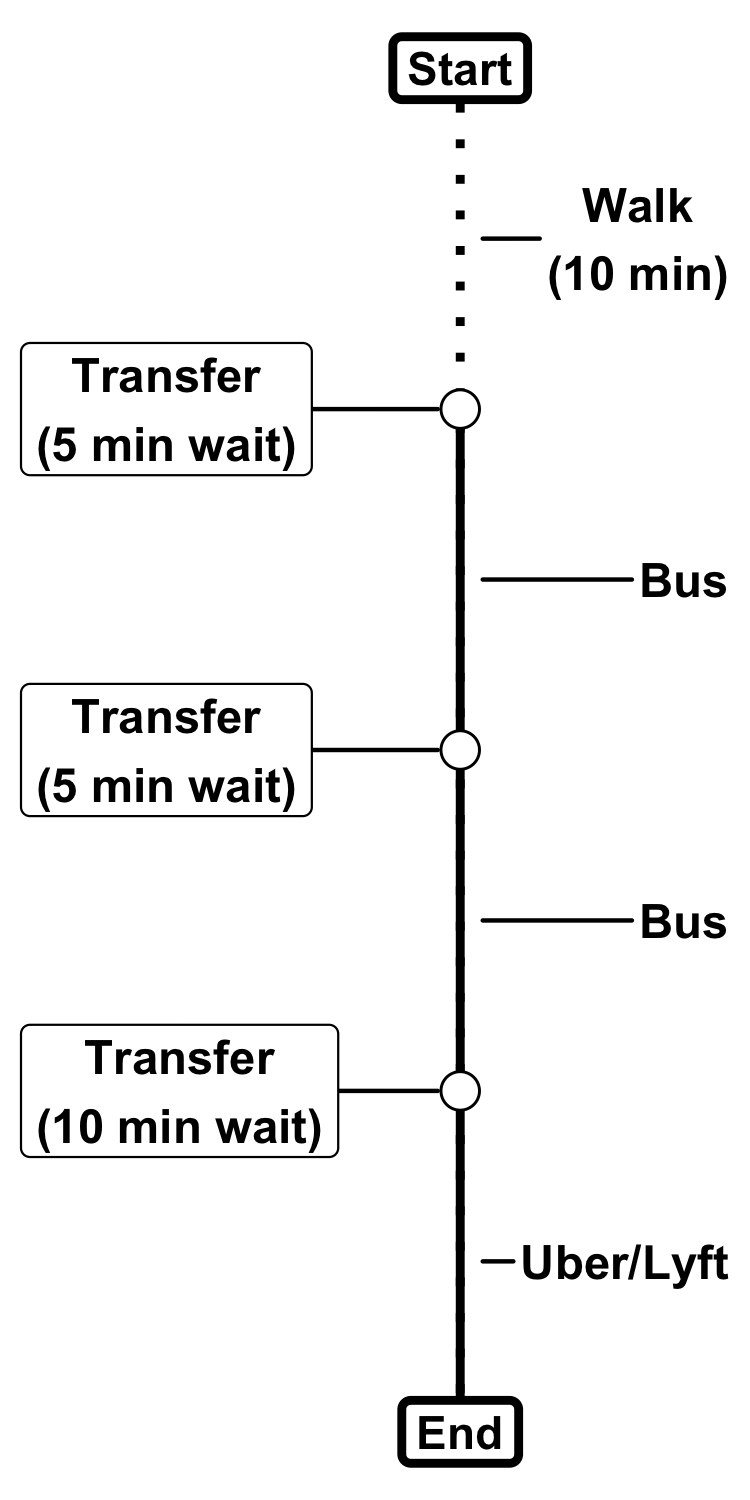 Start
Walk
(10 min)
Transfer
(5 min wait)
Bus
Transfer
(5 min wait)
Bus
Transfer
(10 min wait)
Uber/Lyft
End